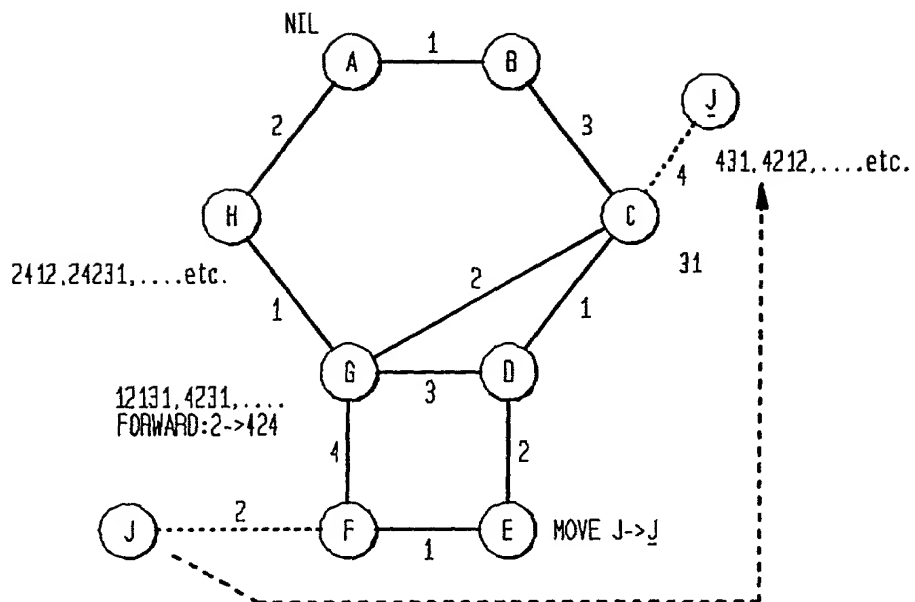 NIL
A
1
B
J
2
3
431,4212,....etc.
4
H
C
2412,24231,....etc.
31
2
1
1
G
D
3
12131,4231,....
FORWARD:2->424
4
2
J
2
F
E
MOVE J->J
1